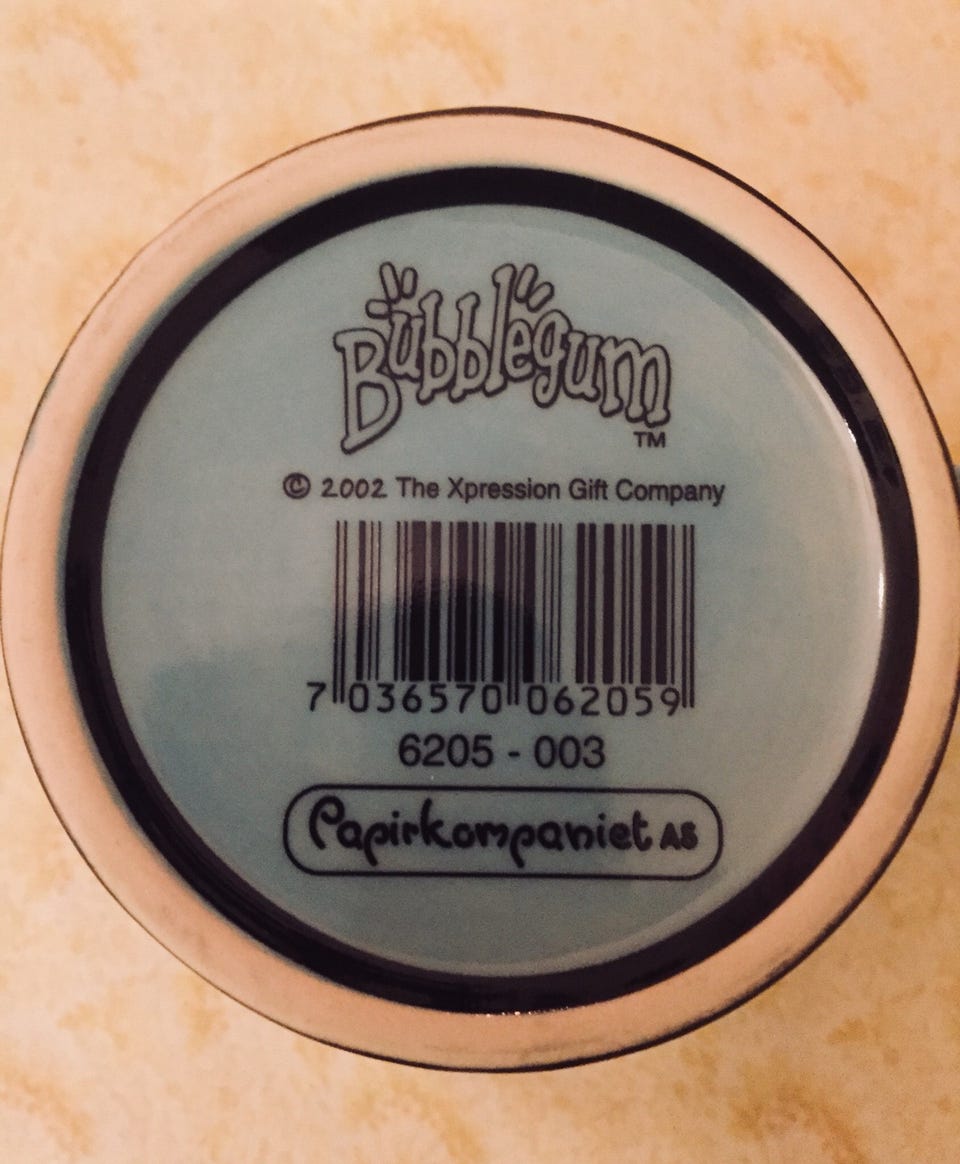 Bubblegum
TM
© 2002 The Xpression Gift Company
7 036570 062059
6205 - 003
Papirkompaniet AS